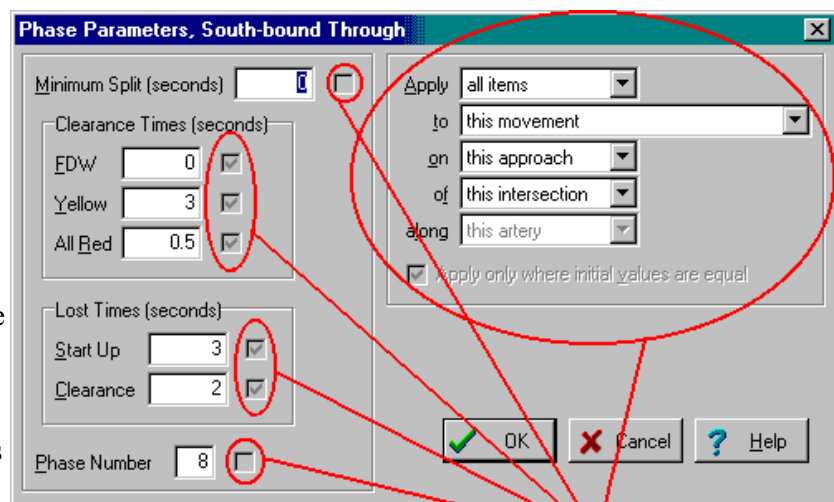 Phase Parameters, South-bound Through
Minimum Split (seconds) 0
Clearance Times (seconds)
FDW 0
Yellow 3
All Red 0.5
Lost Times (seconds)
Start Up 3
Clearance 2
Phase Number 8
Apply all items
to this movement
on this approach
of this intersection
along this artery
Apply only where initial values are equal
OK Cancel ? Help
e
s